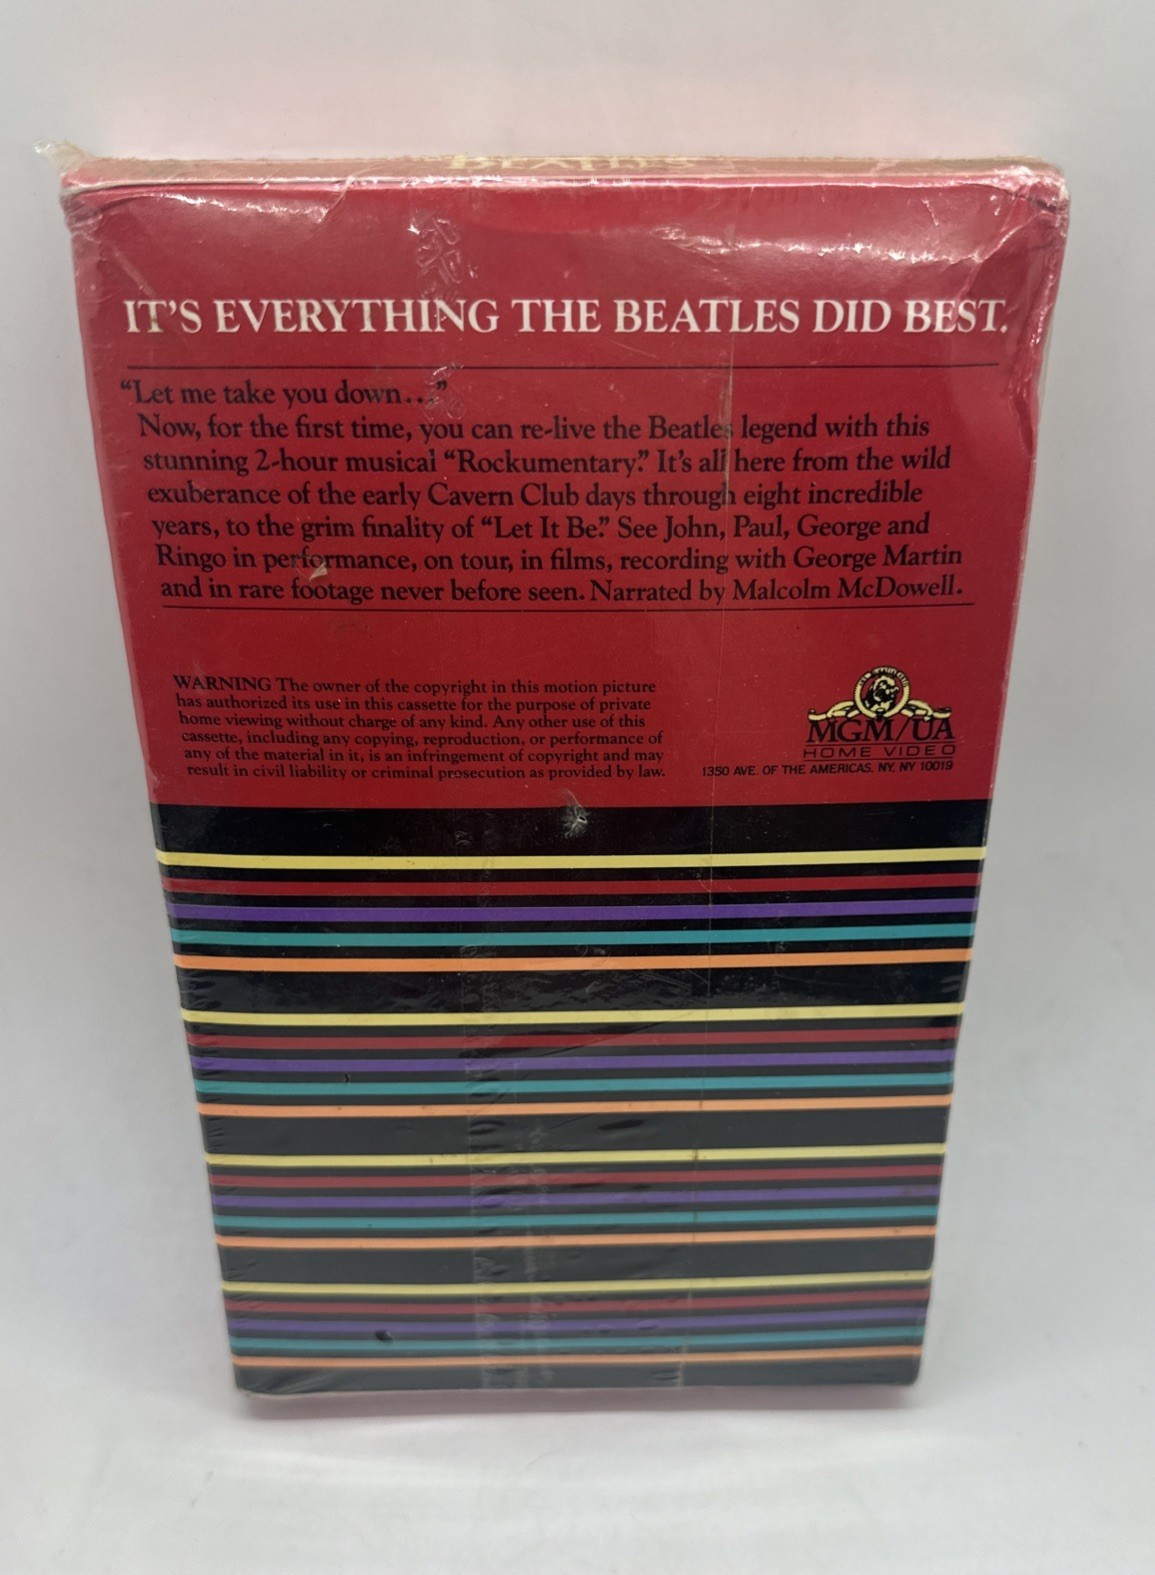 BEATLES
IT'S EVERYTHING THE BEATLES DID BEST.
“Let me take you down...”
Now, for the first time, you can re-live the Beatles legend with this
stunning 2-hour musical “Rockumentary.” It's all here from the wild
exuberance of the early Cavern Club days through eight incredible
years, to the grim finality of “Let It Be.” See John, Paul, George and
Ringo in performance, on tour, in films, recording with George Martin
and in rare footage never before seen. Narrated by Malcolm McDowell.
WARNING The owner of the copyright in this motion picture
has authorized its use in this cassette for the purpose of private
home viewing without charge of any kind. Any other use of this
cassette, including any copying, reproduction, or performance of
any of the material in it, is an infringement of copyright and may
result in civil liability or criminal prosecution as provided by law.
MGM/UA
HOME VIDEO
1350 AVE. OF THE AMERICAS, NY, NY 10019